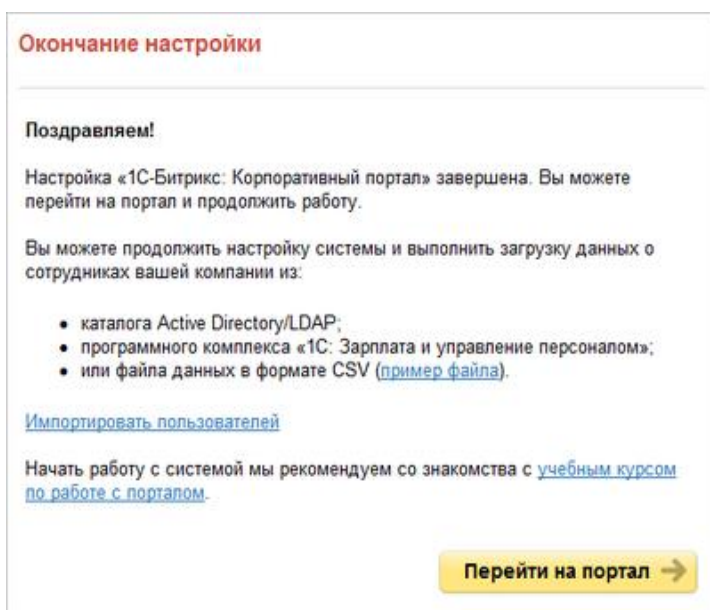 Окончание настройки
Поздравляем!
Настройка «1С-Битрикс: Корпоративный портал» завершена. Вы можете
перейти на портал и продолжить работу.
Вы можете продолжить настройку системы и выполнить загрузку данных о
сотрудниках вашей компании из:
• каталога Active Directory/LDAP;
• программного комплекса «1С: Зарплата и управление персоналом»;
• или файла данных в формате CSV (пример файла).
Импортировать пользователей
Начать работу с системой мы рекомендуем со знакомства с учебным курсом
по работе с порталом.
Перейти на портал